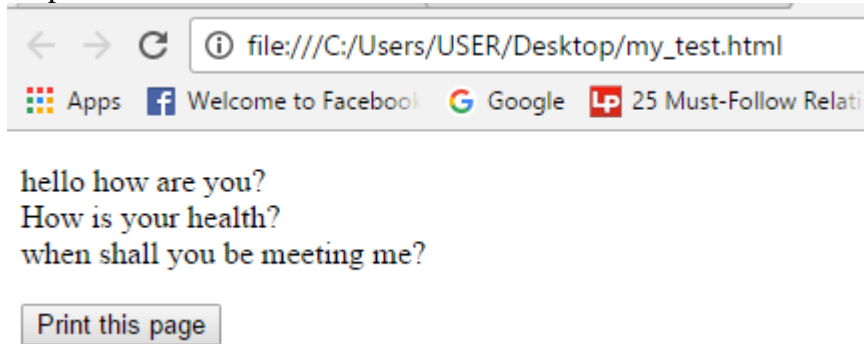 file:///C:/Users/USER/Desktop/my_test.html
Apps Welcome to Facebook Google Lp 25 Must-Follow Relati
hello how are you?
How is your health?
when shall you be meeting me?
Print this page